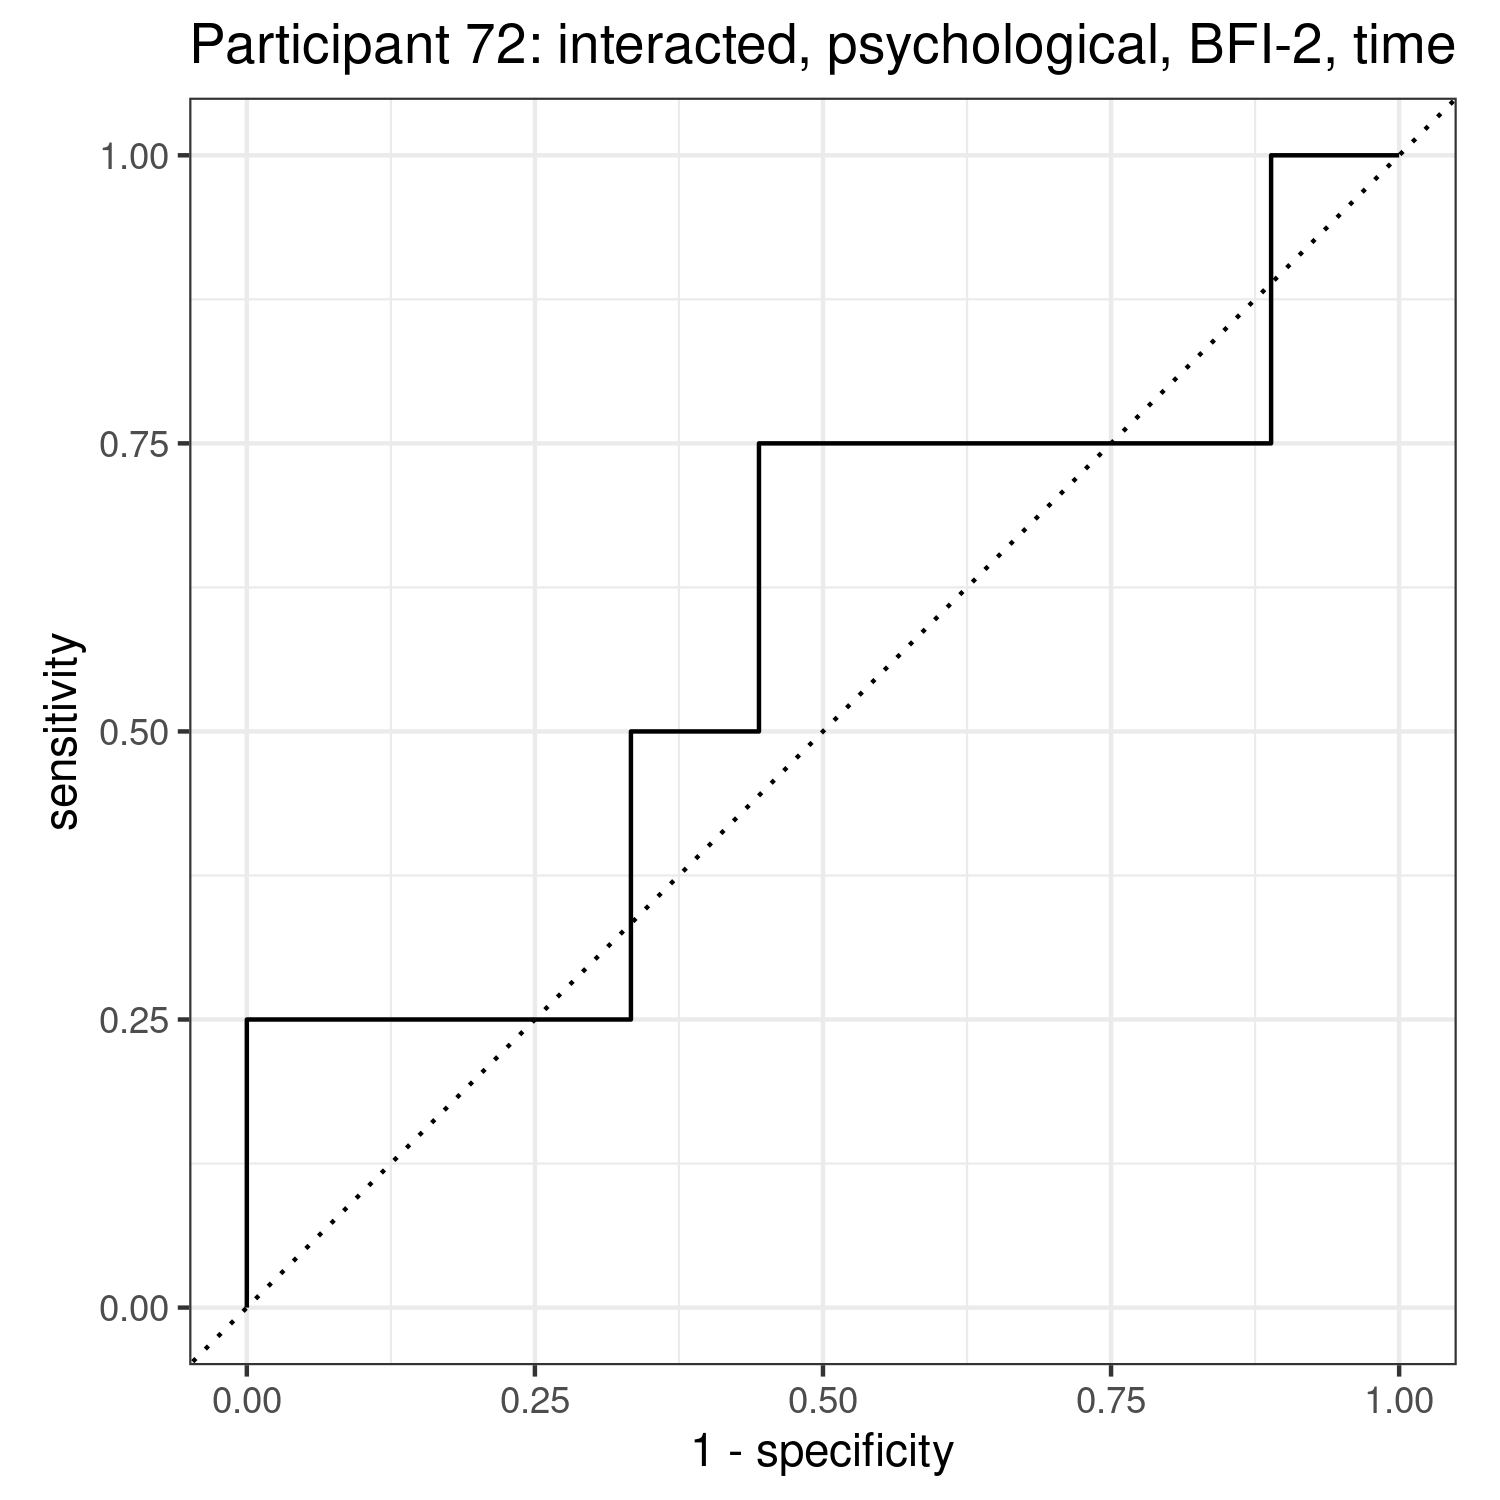 Participant 72: interacted, psychological, BFI-2, time
1.00
0.75
0.50
0.25
0.00
sensitivity
0.00 0.25 0.50 0.75 1.00
1 - specificity